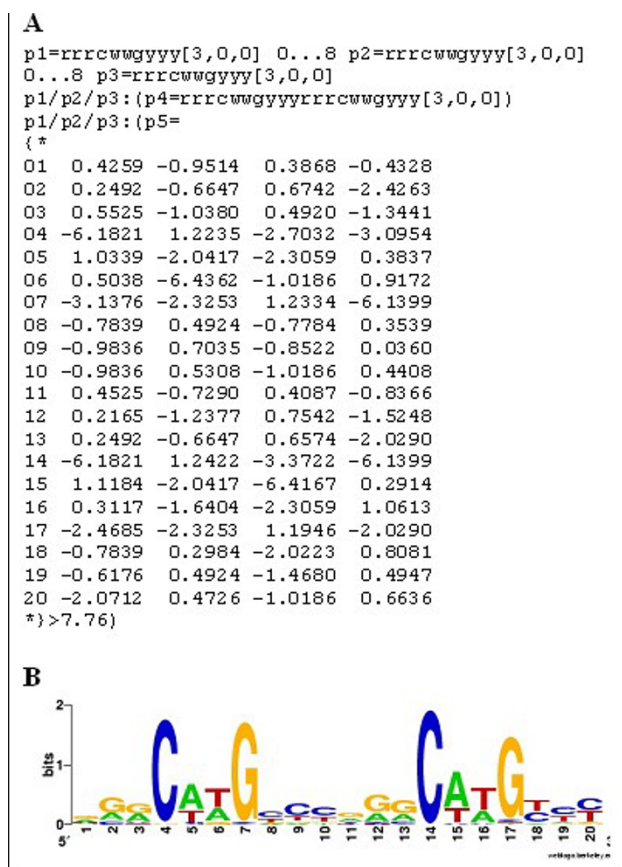 A
p1=rrrcwwgyyy[3,0,0] 0...8 p2=rrrcwwgyyy[3,0,0]
0...8 p3=rrrcwwgyyy[3,0,0]
p1/p2/p3:(p4=rrrcwwgyyyrrrcwwgyyy[3,0,0])
p1/p2/p3:(p5=
{*
01 0.4259 -0.9514 0.3868 -0.4328
02 0.2492 -0.6647 0.6742 -2.4263
03 0.5525 -1.0380 0.4920 -1.3441
04 -6.1821 1.2235 -2.7032 -3.0954
05 1.0339 -2.0417 -2.3059 0.3837
06 0.5038 -6.4362 -1.0186 0.9172
07 -3.1376 -2.3253 1.2334 -6.1399
08 -0.7839 0.4924 -0.7784 0.3539
09 -0.9836 0.7035 -0.8522 0.0360
10 -0.9836 0.5308 -1.0186 0.4408
11 0.4525 -0.7290 0.4087 -0.8366
12 0.2165 -1.2377 0.7542 -1.5248
13 0.2492 -0.6647 0.6574 -2.0290
14 -6.1821 1.2422 -3.3722 -6.1399
15 1.1184 -2.0417 -6.4167 0.2914
16 0.3117 -1.6404 -2.3059 1.0613
17 -2.4685 -2.3253 1.1946 -2.0290
18 -0.7839 0.2984 -2.0223 0.8081
19 -0.6176 0.4924 -1.4680 0.4947
20 -2.0712 0.4726 -1.0186 0.6636
*}>7.76)
B
2
bits
1
0
5′ 1 2 3 4 5 6 7 8 9 10 11 12 13 14 15 16 17 18 19 20